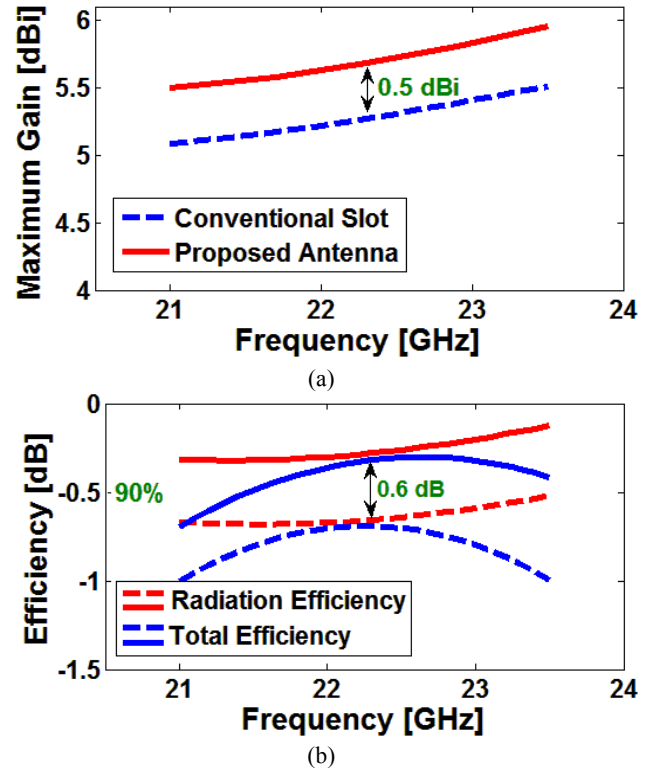 Maximum Gain [dBi]
6
5.5
5
4.5
4
0.5 dBi
Conventional Slot
Proposed Antenna
21
22
23
24
Frequency [GHz]
(a)
Efficiency [dB]
0
-0.5
-1
-1.5
90%
0.6 dB
Radiation Efficiency
Total Efficiency
21
22
23
24
Frequency [GHz]
(b)